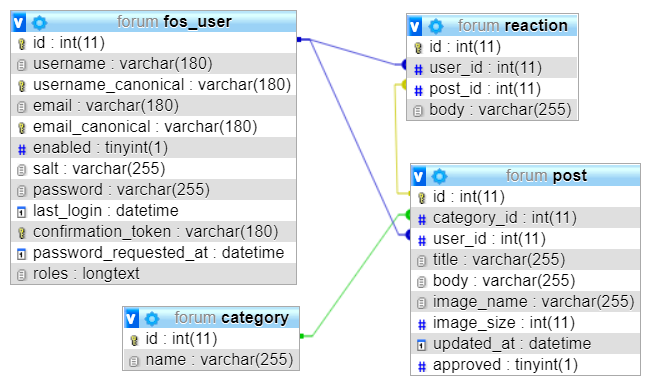 forum fos_user
id : int(11)
username : varchar(180)
username_canonical : varchar(180)
email : varchar(180)
email_canonical : varchar(180)
enabled : tinyint(1)
salt : varchar(255)
password : varchar(255)
last_login : datetime
confirmation_token : varchar(180)
password_requested_at : datetime
roles : longtext
forum reaction
id : int(11)
user_id : int(11)
post_id : int(11)
body : varchar(255)
forum post
id : int(11)
category_id : int(11)
user_id : int(11)
title : varchar(255)
body : varchar(255)
image_name : varchar(255)
image_size : int(11)
updated_at : datetime
approved : tinyint(1)
forum category
id : int(11)
name : varchar(255)